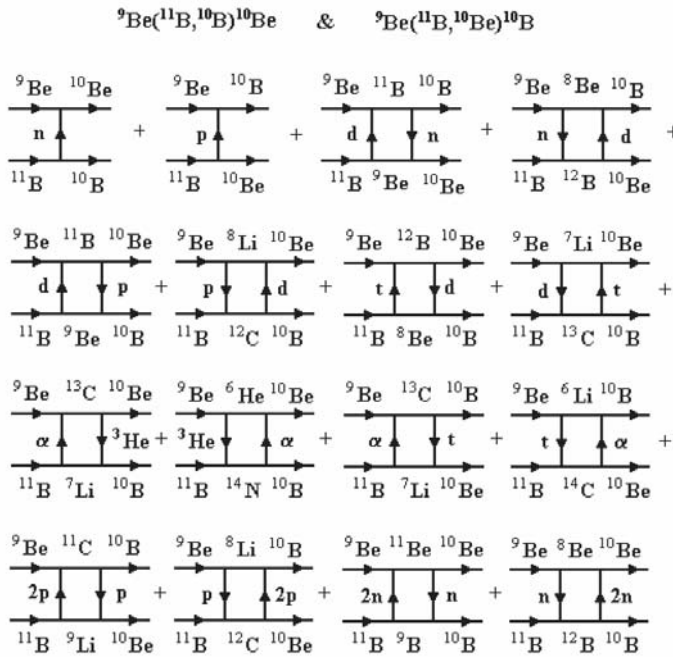 ⁹Be(¹¹B,¹⁰B)¹⁰Be & ⁹Be(¹¹B,¹⁰Be)¹⁰B
⁹Be ¹⁰Be ⁹Be ¹⁰B ⁹Be ¹¹B ¹⁰B ⁹Be ⁸Be ¹⁰B
n + p + d n + n d +
¹¹B ¹⁰B ¹¹B ¹⁰Be ¹¹B ⁹Be ¹⁰Be ¹¹B ¹²B ¹⁰Be
⁹Be ¹¹B ¹⁰Be ⁹Be ⁸Li ¹⁰Be ⁹Be ¹²B ¹⁰Be ⁹Be ⁷Li ¹⁰Be
d p + p d + t d + d t +
¹¹B ⁹Be ¹⁰B ¹¹B ¹²C ¹⁰B ¹¹B ⁸Be ¹⁰B ¹¹B ¹³C ¹⁰B
⁹Be ¹³C ¹⁰Be ⁹Be ⁶He ¹⁰Be ⁹Be ¹³C ¹⁰B ⁹Be ⁶Li ¹⁰B
α ³He + ³He α + α t + t α +
¹¹B ⁷Li ¹⁰B ¹¹B ¹⁴N ¹⁰B ¹¹B ⁷Li ¹⁰Be ¹¹B ¹⁴C ¹⁰Be
⁹Be ¹¹C ¹⁰B ⁹Be ⁸Li ¹⁰B ⁹Be ¹¹Be ¹⁰Be ⁹Be ⁸Be ¹⁰Be
2p p + p 2p + 2n n + n 2n
¹¹B ⁹Li ¹⁰Be ¹¹B ¹²C ¹⁰Be ¹¹B ⁹B ¹⁰B ¹¹B ¹²B ¹⁰B